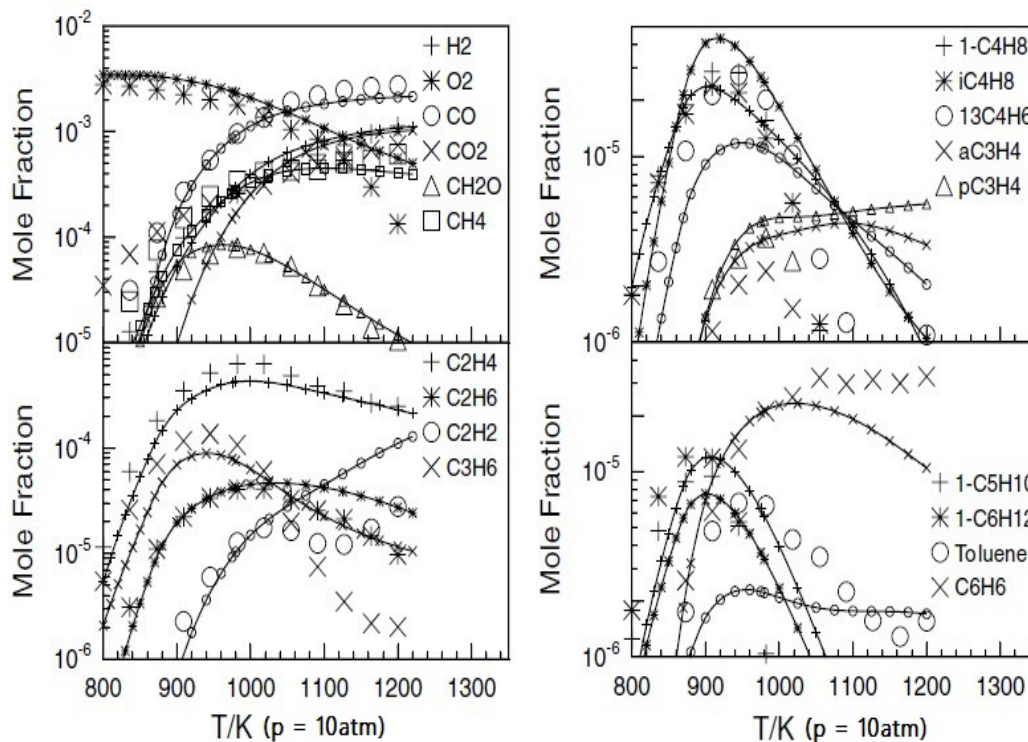 Mole Fraction
10-2
10-3
10-4
10-5
H2
O2
CO
CO2
CH2O
CH4
Mole Fraction
10-5
10-6
1-C4H8
iC4H8
13C4H6
aC3H4
pC3H4
Mole Fraction
10-4
10-5
10-6
C2H4
C2H6
C2H2
C3H6
800 900 1000 1100 1200 1300
T/K (p = 10atm)
Mole Fraction
10-5
10-6
1-C5H10
1-C6H12
Toluene
C6H6
800 900 1000 1100 1200 1300
T/K (p = 10atm)